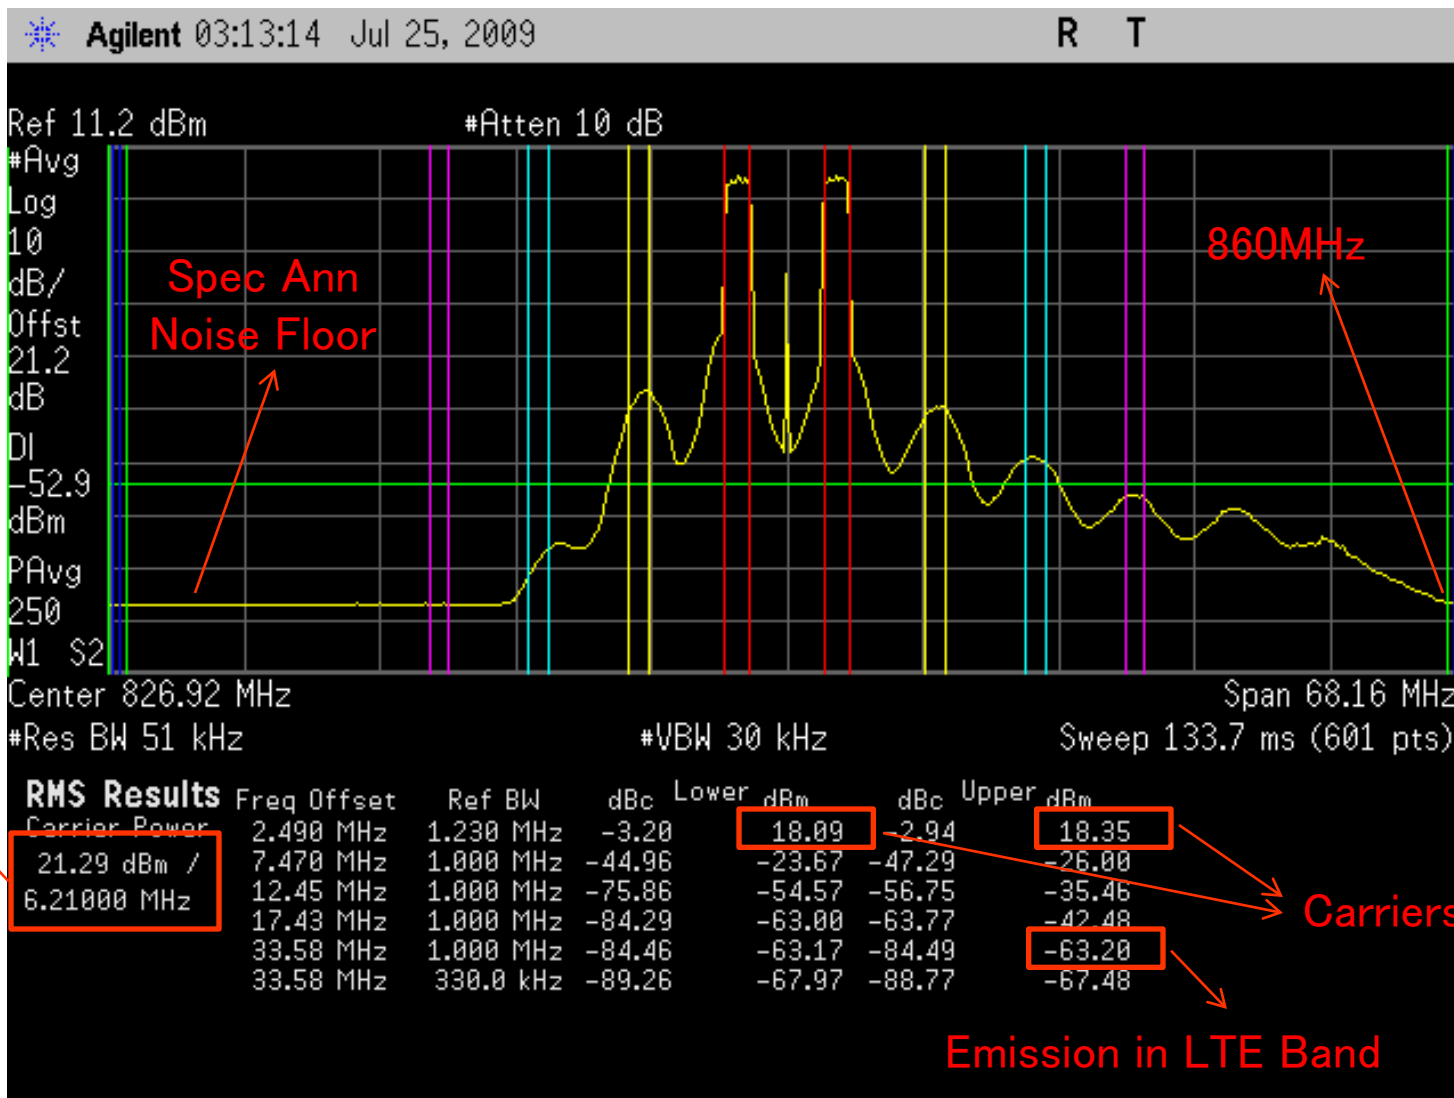 Agilent 03:13:14 Jul 25, 2009 R T
Ref 11.2 dBm #Atten 10 dB
#Avg
Log
10
dB/
Offst
21.2
dB
DI
-52.9
dBm
PAvg
250
W1 S2
Spec Ann
Noise Floor
860MHz
Center 826.92 MHz Span 68.16 MHz
#Res BW 51 kHz #VBW 30 kHz Sweep 133.7 ms (601 pts)
RMS Results Freq Offset Ref BW dBc Lower dBm dBc Upper dBm
Carrier Power 2.490 MHz 1.230 MHz -3.20 18.09 -2.94 18.35
21.29 dBm / 7.470 MHz 1.000 MHz -44.96 -23.67 -47.29 -26.00
6.21000 MHz 12.45 MHz 1.000 MHz -75.86 -54.57 -56.75 -35.46
17.43 MHz 1.000 MHz -84.29 -63.00 -63.77 -42.48
33.58 MHz 1.000 MHz -84.46 -63.17 -84.49 -63.20
33.58 MHz 330.0 kHz -89.26 -67.97 -88.77 -67.48
Carriers
Emission in LTE Band